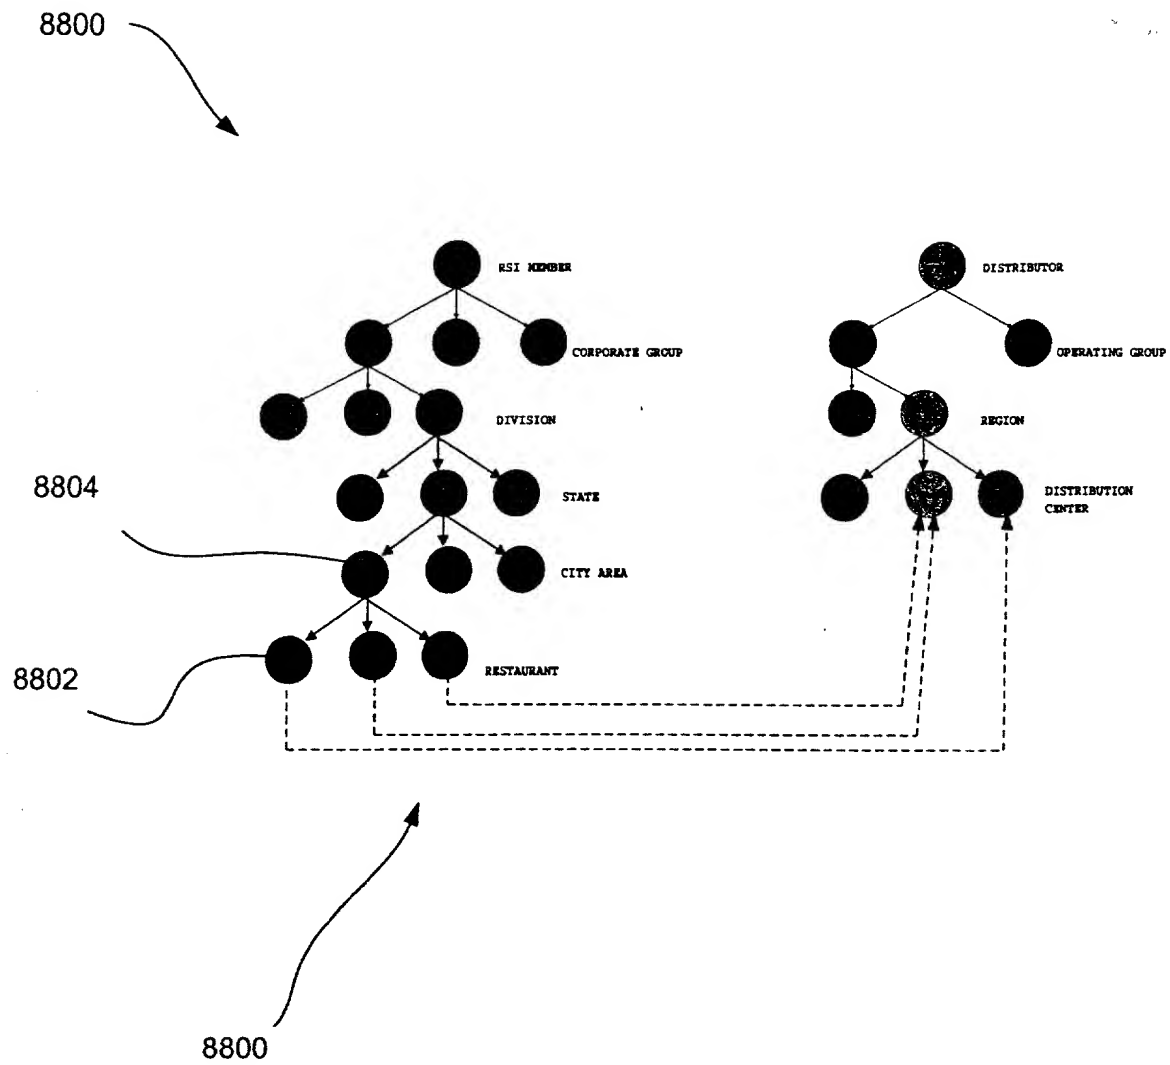 8800
RSI MEMBER
DISTRIBUTOR
CORPORATE GROUP
OPERATING GROUP
DIVISION
REGION
8804
STATE
DISTRIBUTION
CENTER
CITY AREA
8802
RESTAURANT
8800